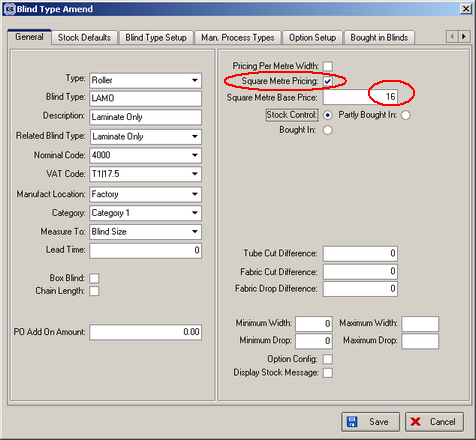 Blind Type Amend
General Stock Defaults Blind Type Setup Man. Process Types Option Setup Bought in Blinds
Type: Roller
Blind Type: LAMO
Description: Laminate Only
Related Blind Type: Laminate Only
Nominal Code: 4000
VAT Code: T1|17.5
Manufact Location: Factory
Category: Category 1
Measure To: Blind Size
Lead Time: 0
Box Blind:
Chain Length:
PO Add On Amount: 0.00
Pricing Per Metre Width:
Square Metre Pricing:
Square Metre Base Price: 16
Stock Control: Partly Bought In:
Bought In:
Tube Cut Difference: 0
Fabric Cut Difference: 0
Fabric Drop Difference: 0
Minimum Width: 0 Maximum Width:
Minimum Drop: 0 Maximum Drop:
Option Config:
Display Stock Message:
Save Cancel